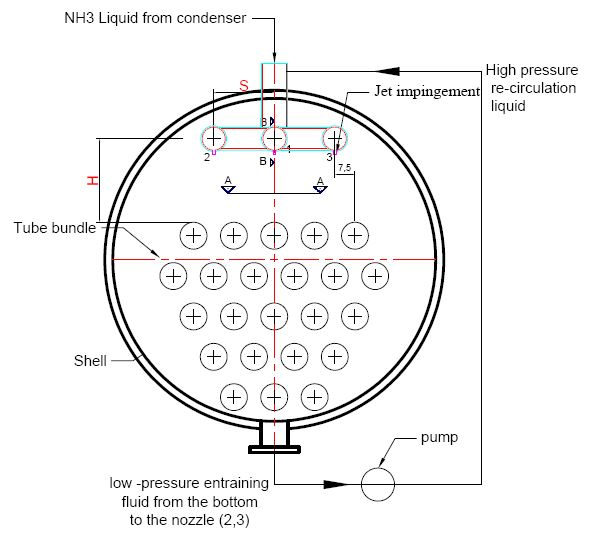 NH3 Liquid from condenser
High pressure
re-circulation
liquid
S
Jet impingement
B
2
B
1
3
7,5
H
A
A
Tube bundle
Shell
pump
low -pressure entraining
fluid from the bottom
to the nozzle (2,3)